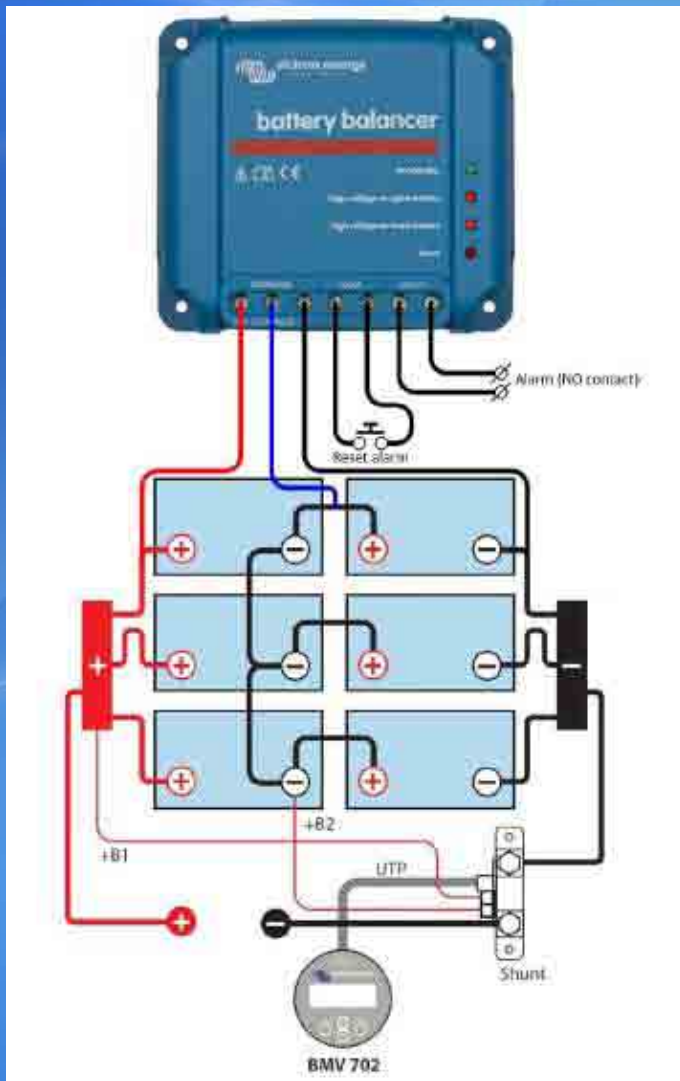 victron energy
battery balancer
Alarm (NO contact)
Reset alarm
+
-
+
-
+
-
+
-
+
-
+
-
+
-
+B2
+B1
UTP
+
-
Shunt
BMV 702